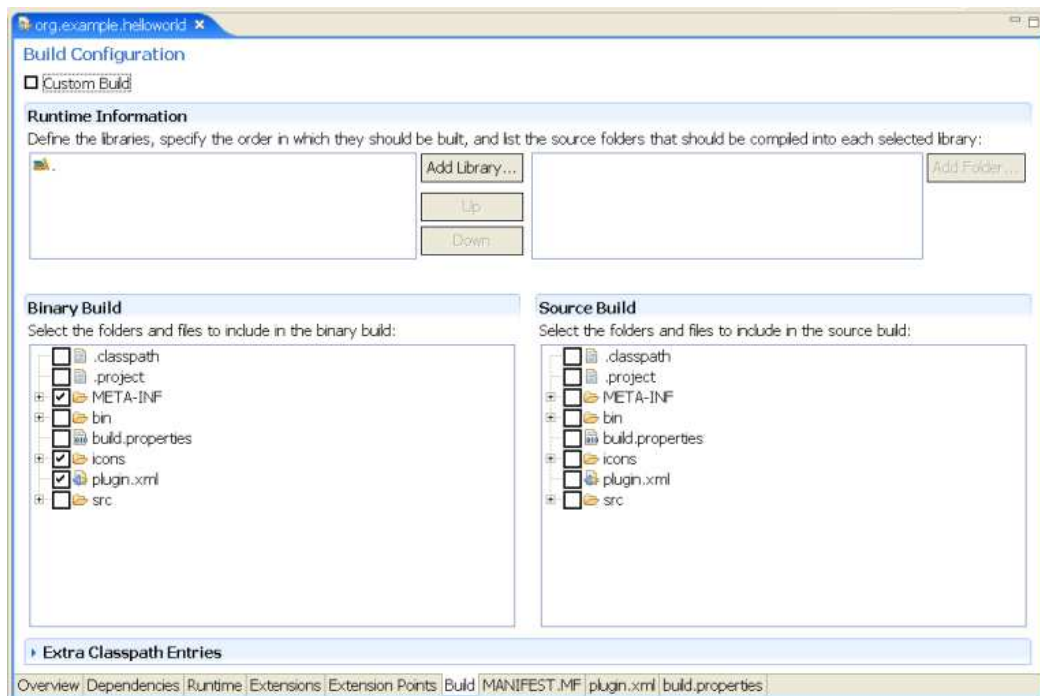 org.example.helloworld
Build Configuration
Custom Build
Runtime Information
Define the libraries, specify the order in which they should be built, and list the source folders that should be compiled into each selected library:
.
Add Library...
Up
Down
Add Folder...
Binary Build
Select the folders and files to include in the binary build:
.classpath
.project
META-INF
bin
build.properties
icons
plugin.xml
src
Source Build
Select the folders and files to include in the source build:
.classpath
.project
META-INF
bin
build.properties
icons
plugin.xml
src
Extra Classpath Entries
Overview Dependencies Runtime Extensions Extension Points Build MANIFEST.MF plugin.xml build.properties